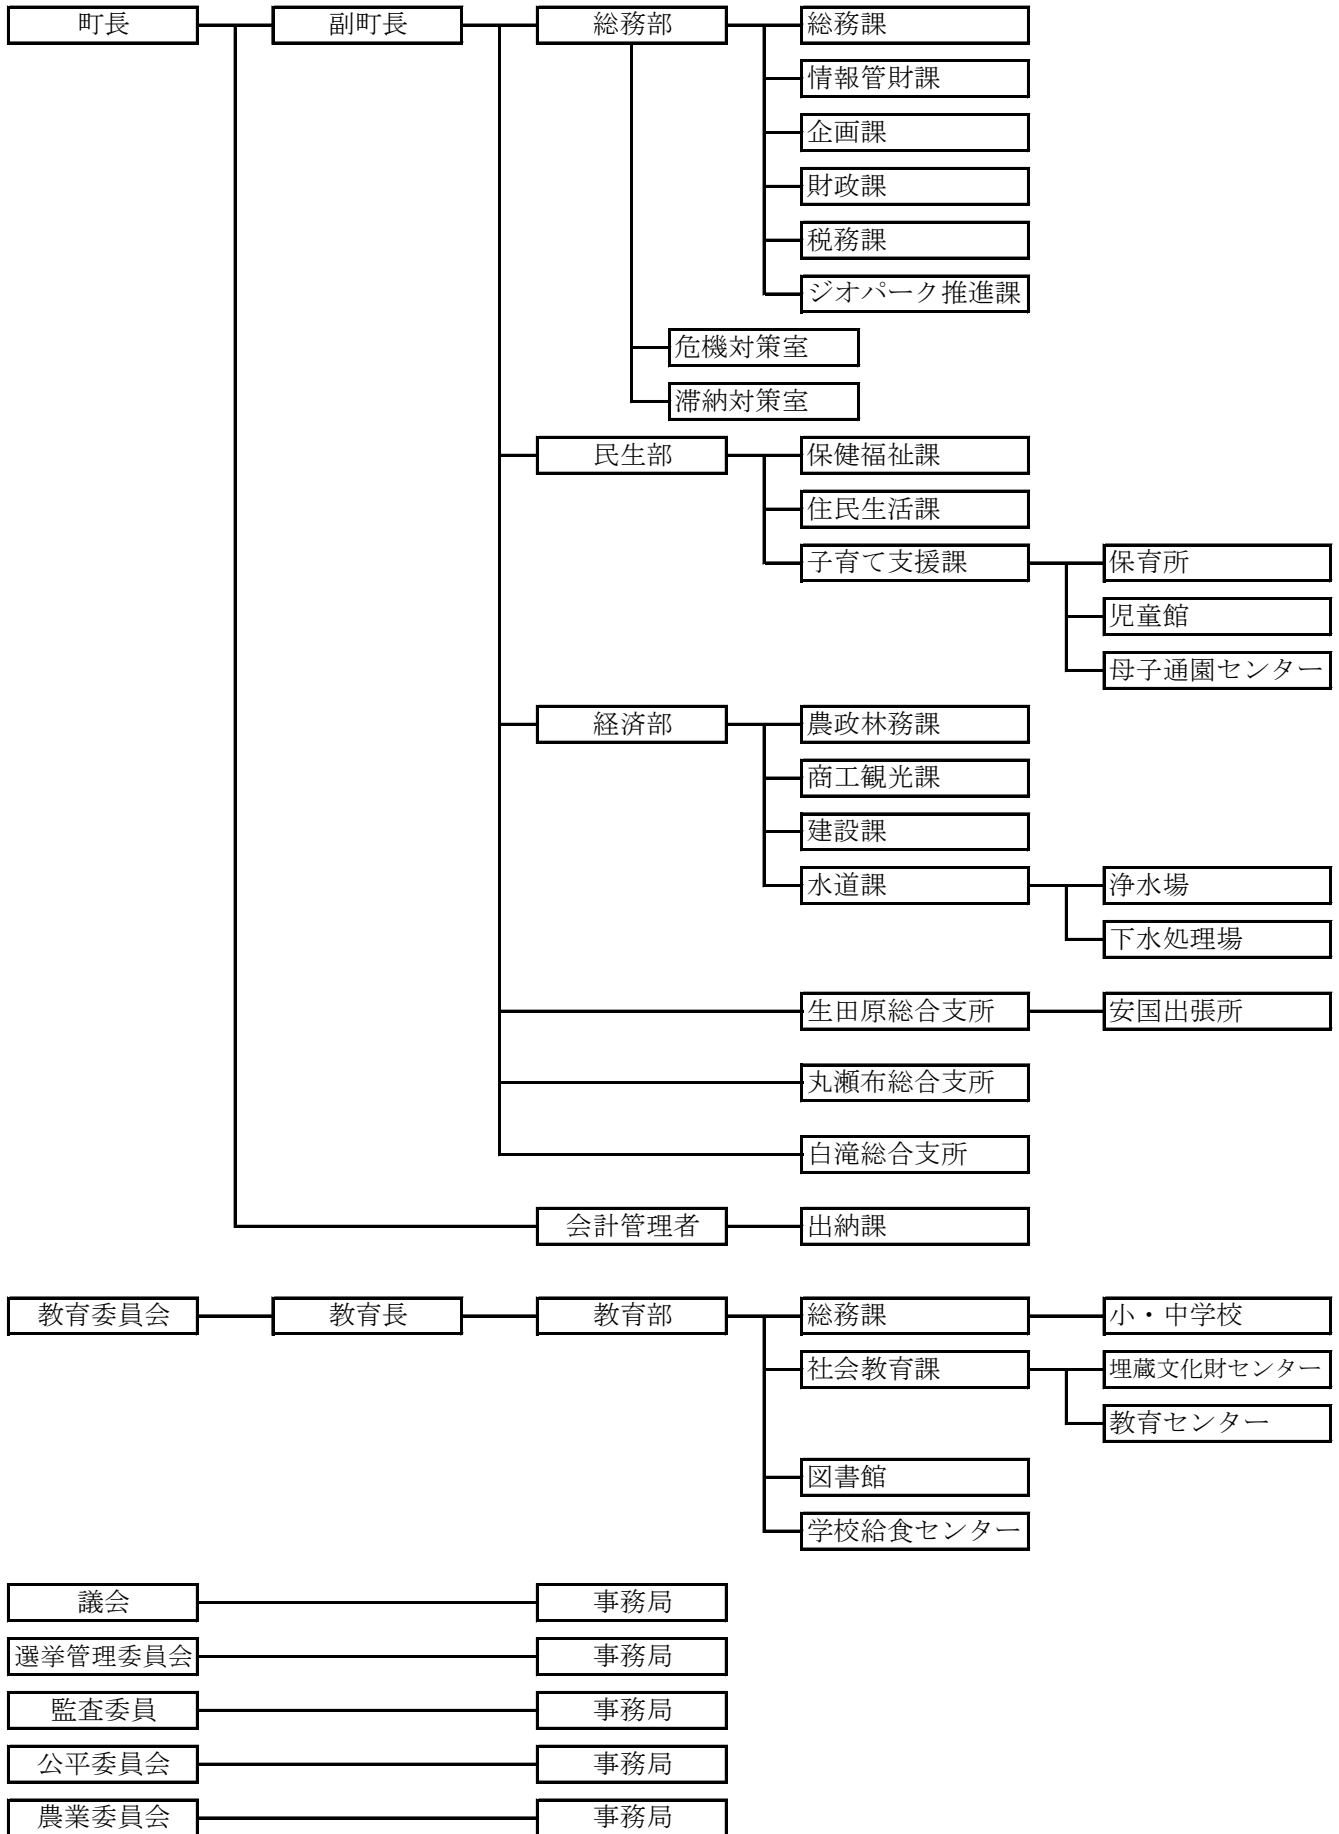 町長 副町長 総務部 総務課
情報管財課
企画課
財政課
税務課
ジオパーク推進課
危機対策室
滞納対策室
民生部 保健福祉課
住民生活課
子育て支援課 保育所
児童館
母子通園センター
経済部 農政林務課
商工観光課
建設課
水道課 浄水場
下水処理場
生田原総合支所 安国出張所
丸瀬布総合支所
白滝総合支所
会計管理者 出納課
教育委員会 教育長 教育部 総務課 小・中学校
社会教育課 埋蔵文化財センター
教育センター
図書館
学校給食センター
議会 事務局
選挙管理委員会 事務局
監査委員 事務局
公平委員会 事務局
農業委員会 事務局